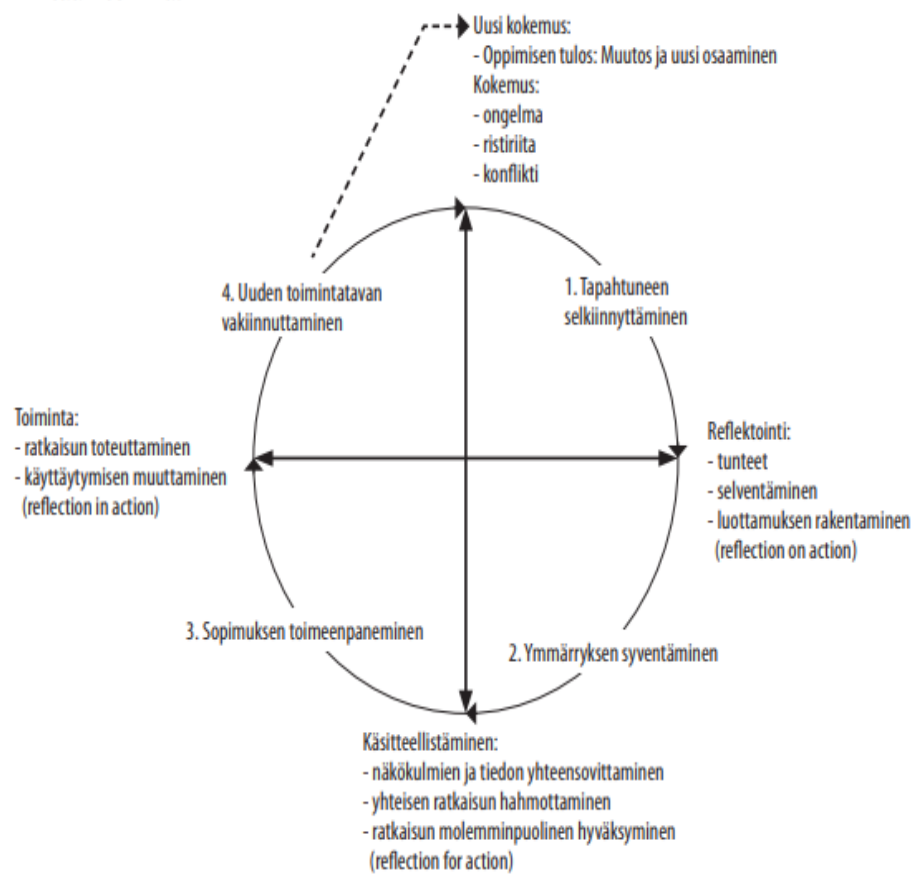 Uusi kokemus:
- Oppimisen tulos: Muutos ja uusi osaaminen
Kokemus:
- ongelma
- ristiriita
- konflikti
1. Tapahtuneen
selkiinnyttäminen
Reflektointi:
- tunteet
- selventäminen
- luottamuksen rakentaminen
(reflection on action)
2. Ymmärryksen syventäminen
Käsitteellistäminen:
- näkökulmien ja tiedon yhteensovittaminen
- yhteisen ratkaisun hahmottaminen
- ratkaisun molemminpuolinen hyväksyminen
(reflection for action)
3. Sopimuksen toimeenpaneminen
Toiminta:
- ratkaisun toteuttaminen
- käyttäytymisen muuttaminen
(reflection in action)
4. Uuden toimintatavan
vakiinnuttaminen